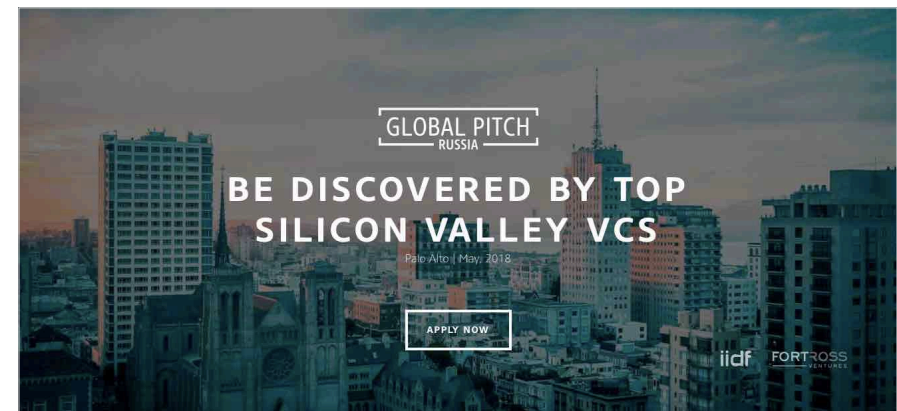 GLOBAL PITCH
RUSSIA
BE DISCOVERED BY TOP
SILICON VALLEY VCS
Palo Alto | May, 2018
APPLY NOW
iidf FORTROSS
VENTURES